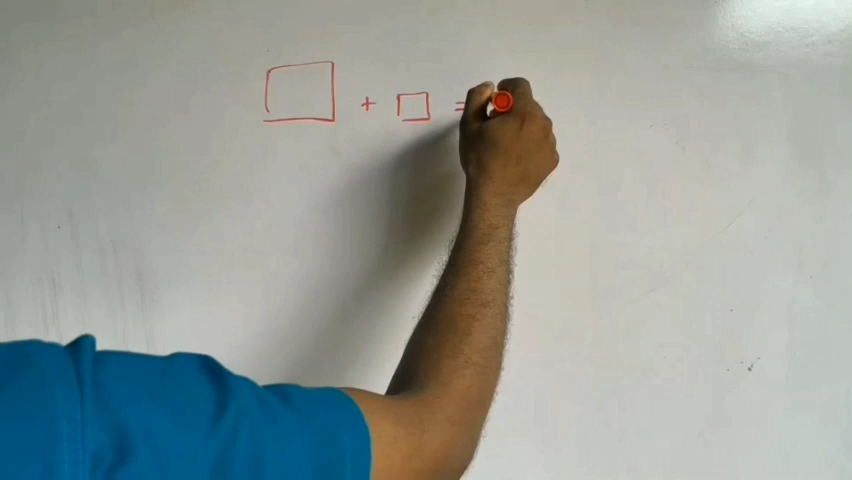 □ + □ =